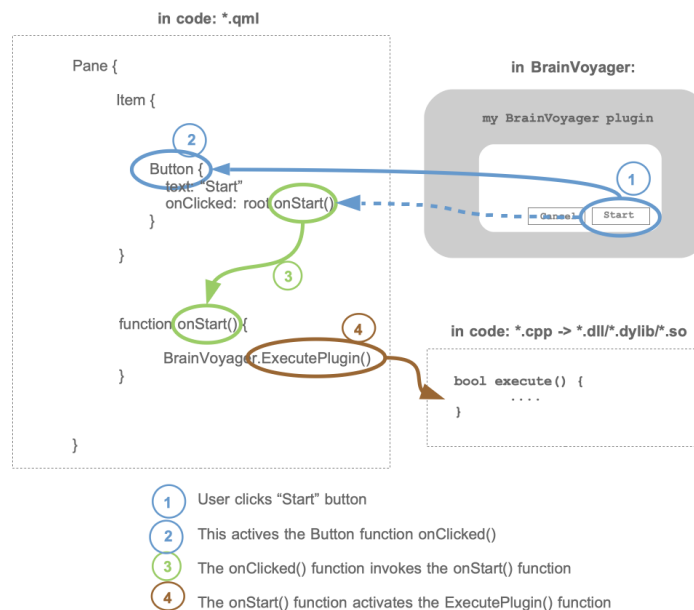 in code: *.qml
Pane {
Item {
2
Button {
text: “Start”
onClicked: root.onStart()
}
}
3
function onStart() {
BrainVoyager.ExecutePlugin()
}
}
in BrainVoyager:
my BrainVoyager plugin
1
Cancel
Start
4
in code: *.cpp -> *.dll/*.dylib/*.so
bool execute() {
....
}
1 User clicks “Start” button
2 This actives the Button function onClicked()
3 The onClicked() function invokes the onStart() function
4 The onStart() function activates the ExecutePlugin() function